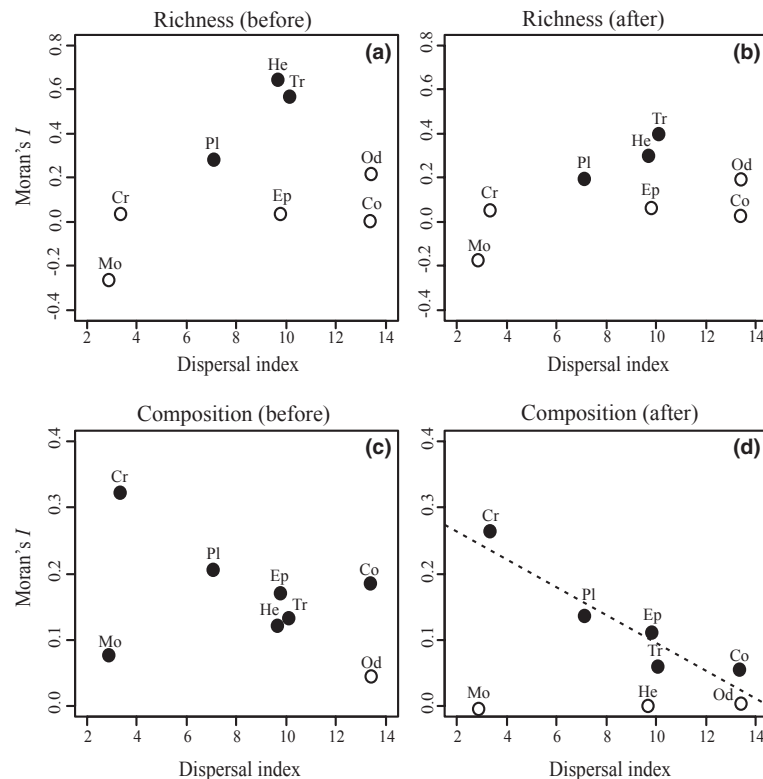 Richness (before)
(a)
Moran's I
0.8
0.6
0.4
0.2
0.0
-0.2
-0.4
He
Tr
Pl
Od
Cr
Ep
Co
Mo
2 4 6 8 10 12 14
Dispersal index
Richness (after)
(b)
0.8
0.6
0.4
0.2
0.0
-0.2
-0.4
Tr
He
Pl
Od
Ep
Cr
Co
Mo
2 4 6 8 10 12 14
Dispersal index
Composition (before)
(c)
Moran's I
0.4
0.3
0.2
0.1
0.0
Cr
Pl
Ep
Co
He Tr
Mo
Od
2 4 6 8 10 12 14
Dispersal index
Composition (after)
(d)
0.4
0.3
0.2
0.1
0.0
Cr
Pl
Ep
Tr
Co
Mo
He
Od
2 4 6 8 10 12 14
Dispersal index